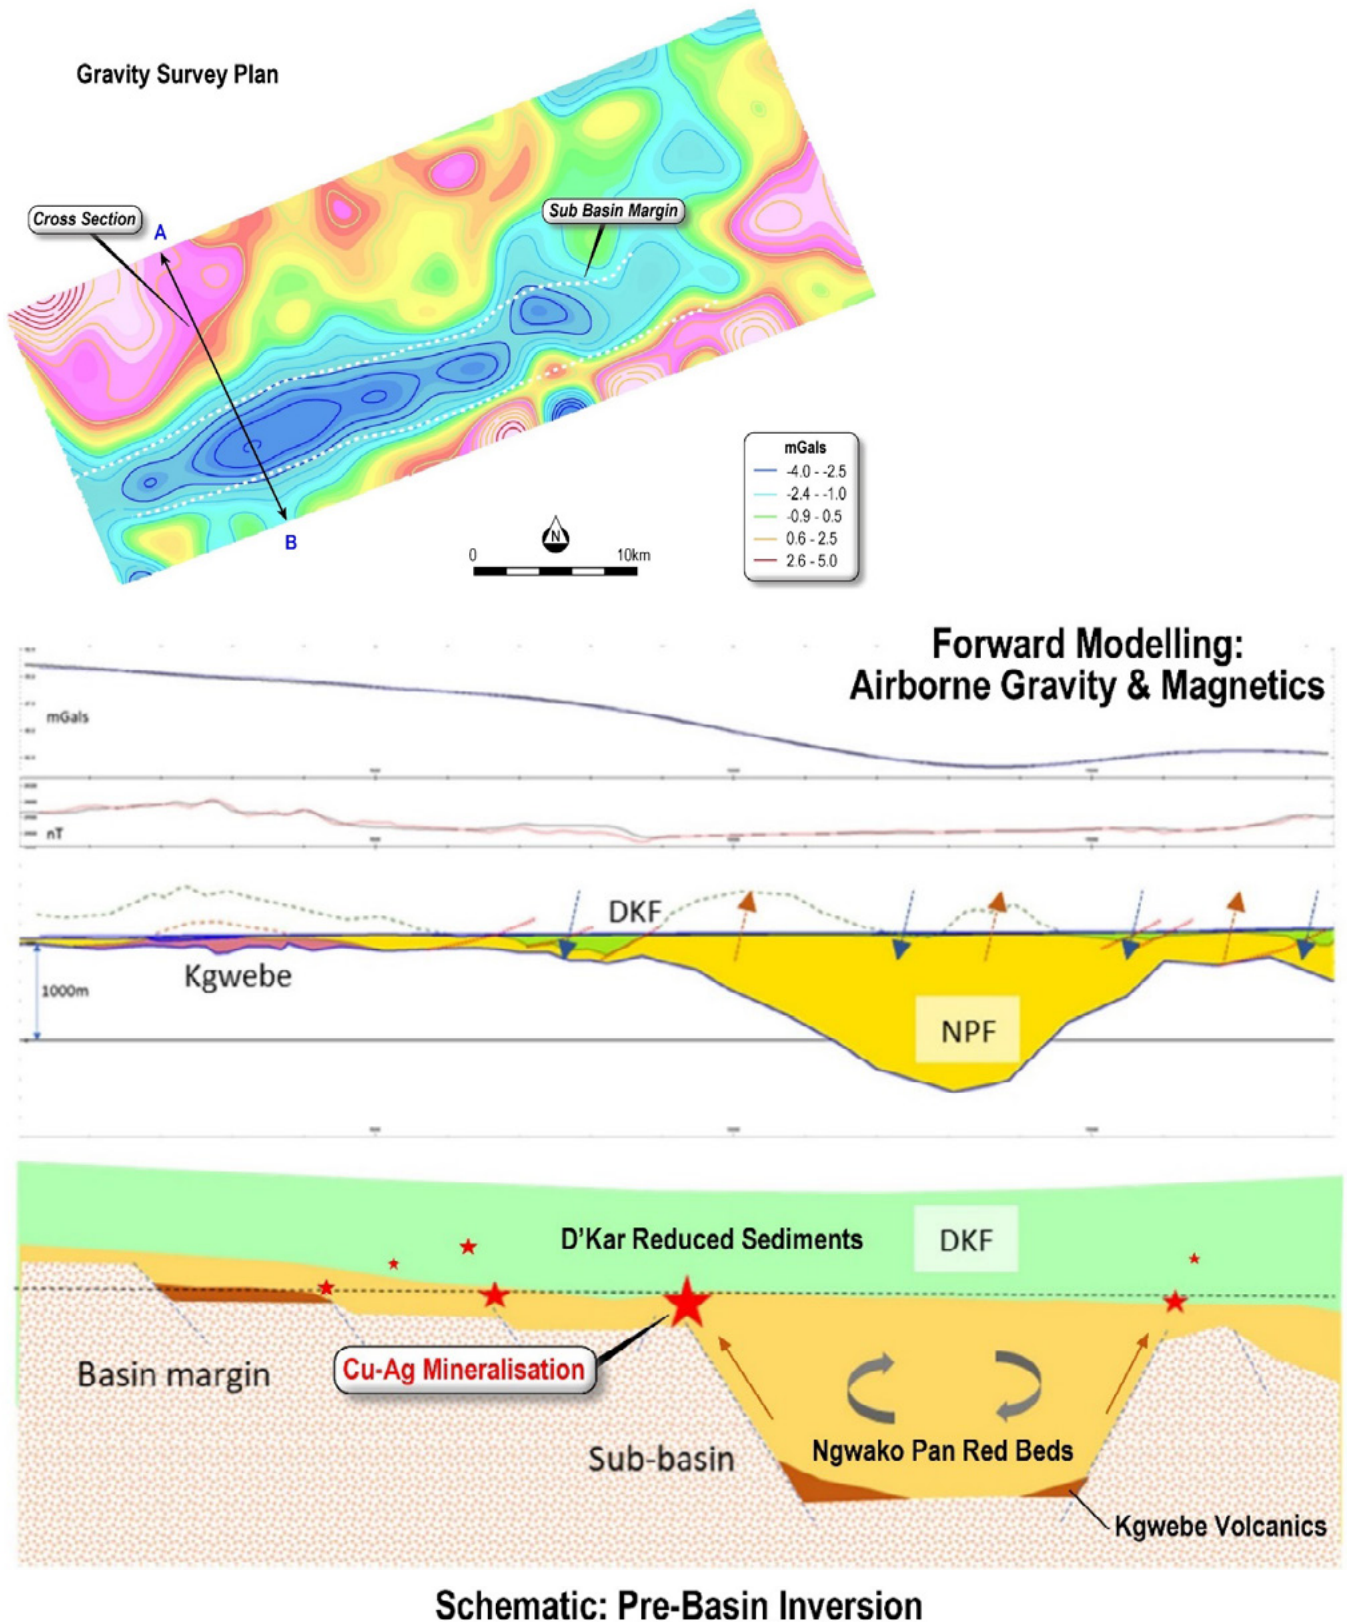 Gravity Survey Plan
Cross Section
A
Sub Basin Margin
B
N
0 10km
mGals
-4.0 - -2.5
-2.4 - -1.0
-0.9 - 0.5
0.6 - 2.5
2.6 - 5.0
Forward Modelling:
Airborne Gravity & Magnetics
mGals
nT
DKF
Kgwebe
1000m
NPF
D'Kar Reduced Sediments
DKF
Basin margin
Cu-Ag Mineralisation
Sub-basin
Ngwako Pan Red Beds
Kgwebe Volcanics
Schematic: Pre-Basin Inversion